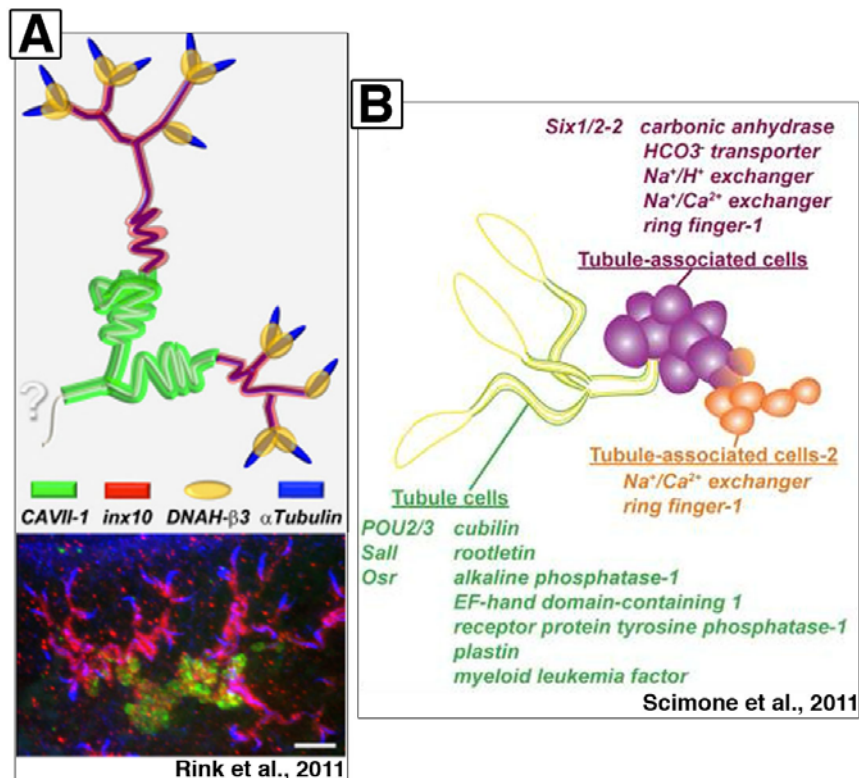 A
?
CAVII-1 inx10 DNAH-β3 αTubulin
Rink et al., 2011
B
Six1/2-2 carbonic anhydrase
HCO3⁻ transporter
Na⁺/H⁺ exchanger
Na⁺/Ca²⁺ exchanger
ring finger-1
Tubule-associated cells
Tubule-associated cells-2
Na⁺/Ca²⁺ exchanger
ring finger-1
Tubule cells
POU2/3 cubilin
Sall rootletin
Osr alkaline phosphatase-1
EF-hand domain-containing 1
receptor protein tyrosine phosphatase-1
plastin
myeloid leukemia factor
Scimone et al., 2011